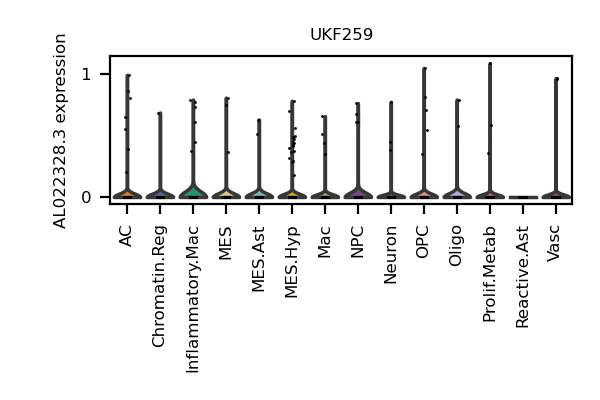 UKF259
AL022328.3 expression
1
0
AC
Chromatin.Reg
Inflammatory.Mac
MES
MES.Ast
MES.Hyp
Mac
NPC
Neuron
OPC
Oligo
Prolif.Metab
Reactive.Ast
Vasc